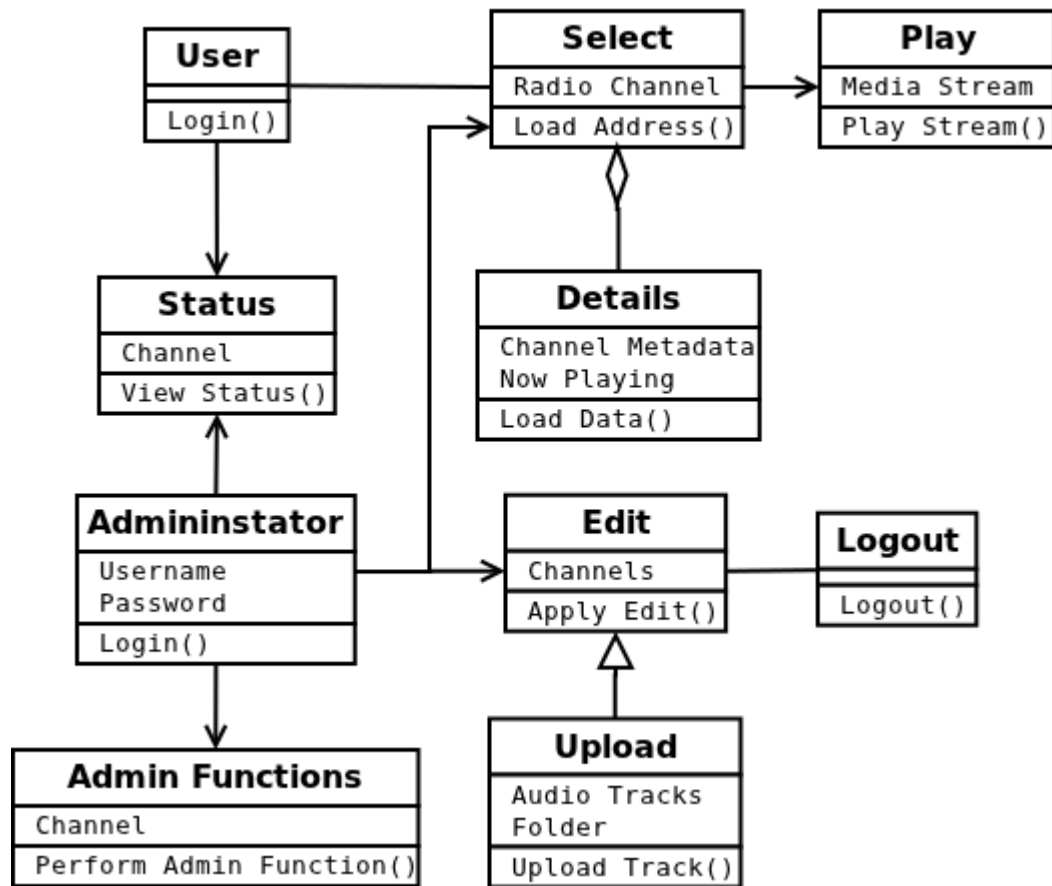 User
Login()
Select
Radio Channel
Load Address()
Play
Media Stream
Play Stream()
Status
Channel
View Status()
Details
Channel Metadata
Now Playing
Load Data()
Admininstator
Username
Password
Login()
Edit
Channels
Apply Edit()
Logout
Logout()
Admin Functions
Channel
Perform Admin Function()
Upload
Audio Tracks
Folder
Upload Track()